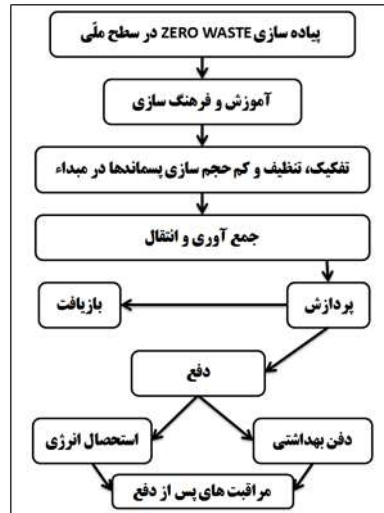 پیاده سازی ZERO WASTE در سطح ملّی
آموزش و فرهنگ سازی
تفکیک، تنظیف و کم حجم سازی پسماندها در مبداء
جمع آوری و انتقال
پردازش
بازیافت
دفع
دفن بهداشتی
استحصال انرژی
مراقبت های پس از دفع